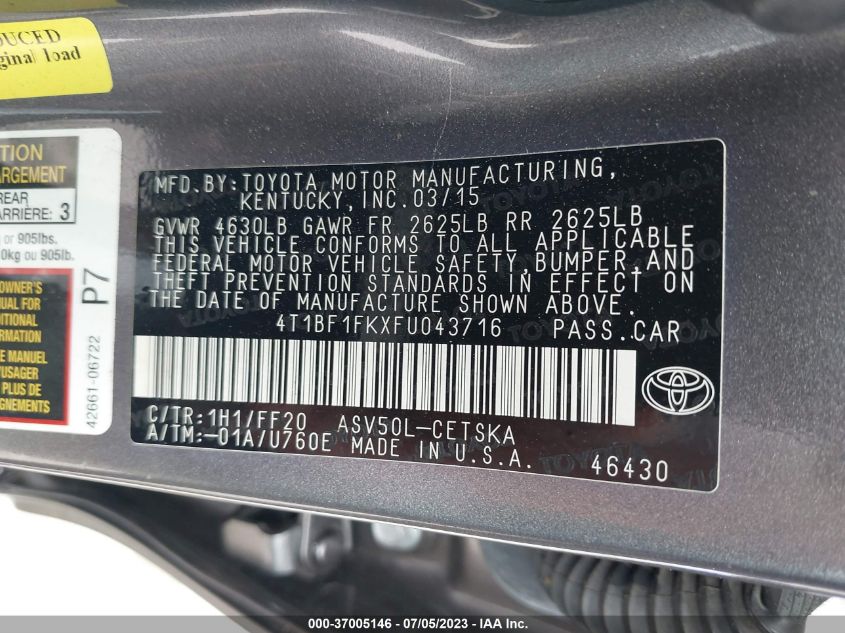 DUCED
ginal load
TION
ARGEMENT
REAR
ARRIÈRE: 3
or 905lbs.
0kg ou 905lb.
OWNER'S
UAL FOR
ITIONAL
RMATION
E MANUEL
'USAGER
PLUS DE
GNEMENTS
P7
42661-06722
MFD.BY:TOYOTA MOTOR MANUFACTURING,
KENTUCKY,INC.03/15
GVWR 4630LB GAWR FR 2625LB RR 2625LB
THIS VEHICLE CONFORMS TO ALL APPLICABLE
FEDERAL MOTOR VEHICLE SAFETY,BUMPER,AND
THEFT PREVENTION STANDARDS IN EFFECT ON
THE DATE OF MANUFACTURE SHOWN ABOVE.
4T1BF1FKXFU043716 PASS.CAR
C/TR:1H1/FF20 ASV50L-CETSKA
A/TM:-01A/U760E MADE IN U.S.A. 46430
000-37005146 - 07/05/2023 - IAAI.com